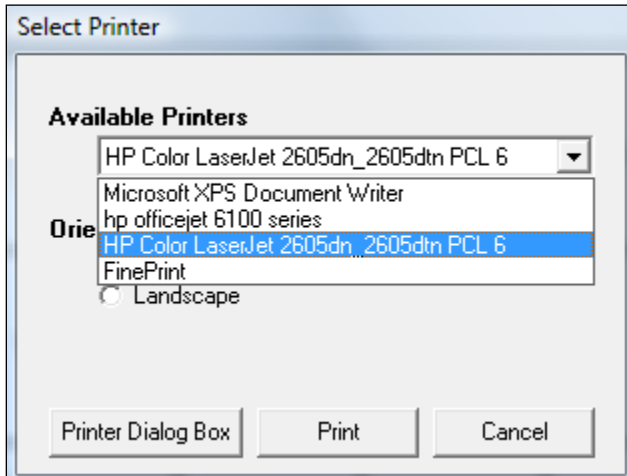 Select Printer
Available Printers
HP Color LaserJet 2605dn_2605dtn PCL 6
Microsoft XPS Document Writer
hp officejet 6100 series
Orie
HP Color LaserJet 2605dn_2605dtn PCL 6
FinePrint
Landscape
Printer Dialog Box Print Cancel